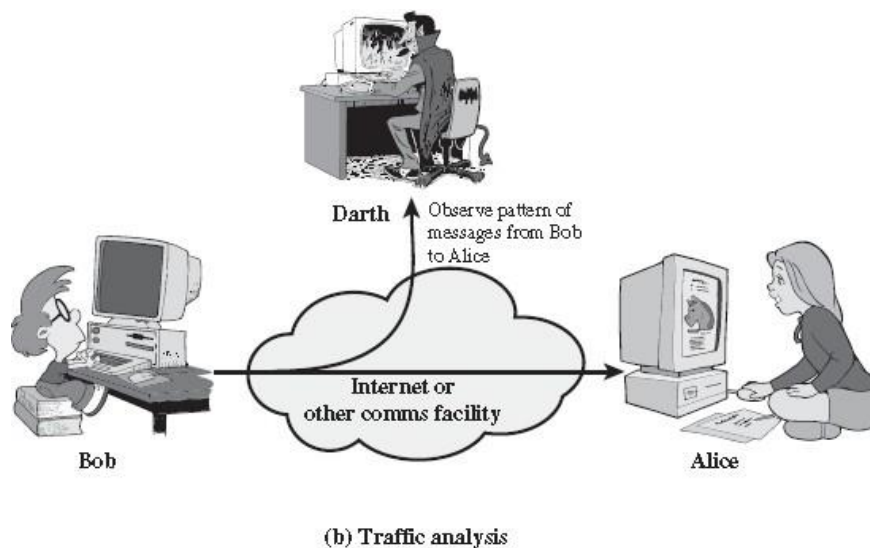 Darth
Observe pattern of
messages from Bob
to Alice
Internet or
other comms facility
Bob
Alice
(b) Traffic analysis